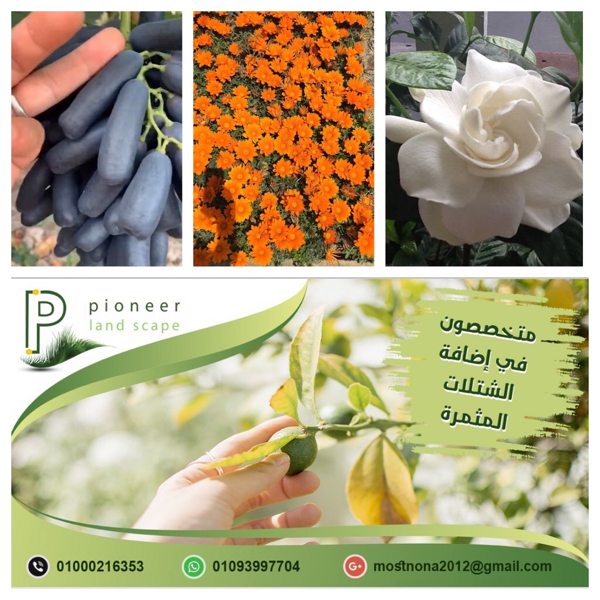 pioneer
land scape
متخصصون
في إضافة
الشتلات
المثمرة
01000216353
01093997704
mostnona2012@gmail.com